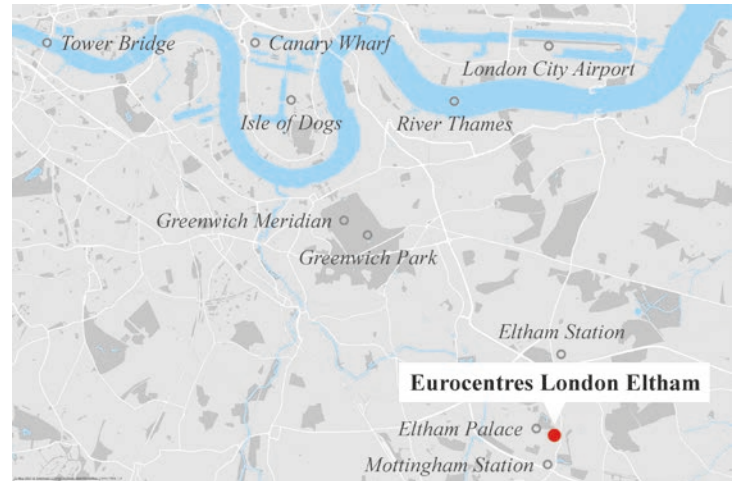 Tower Bridge
Canary Wharf
London City Airport
Isle of Dogs
River Thames
Greenwich Meridian
Greenwich Park
Eltham Station
Eurocentres London Eltham
Eltham Palace
Mottingham Station